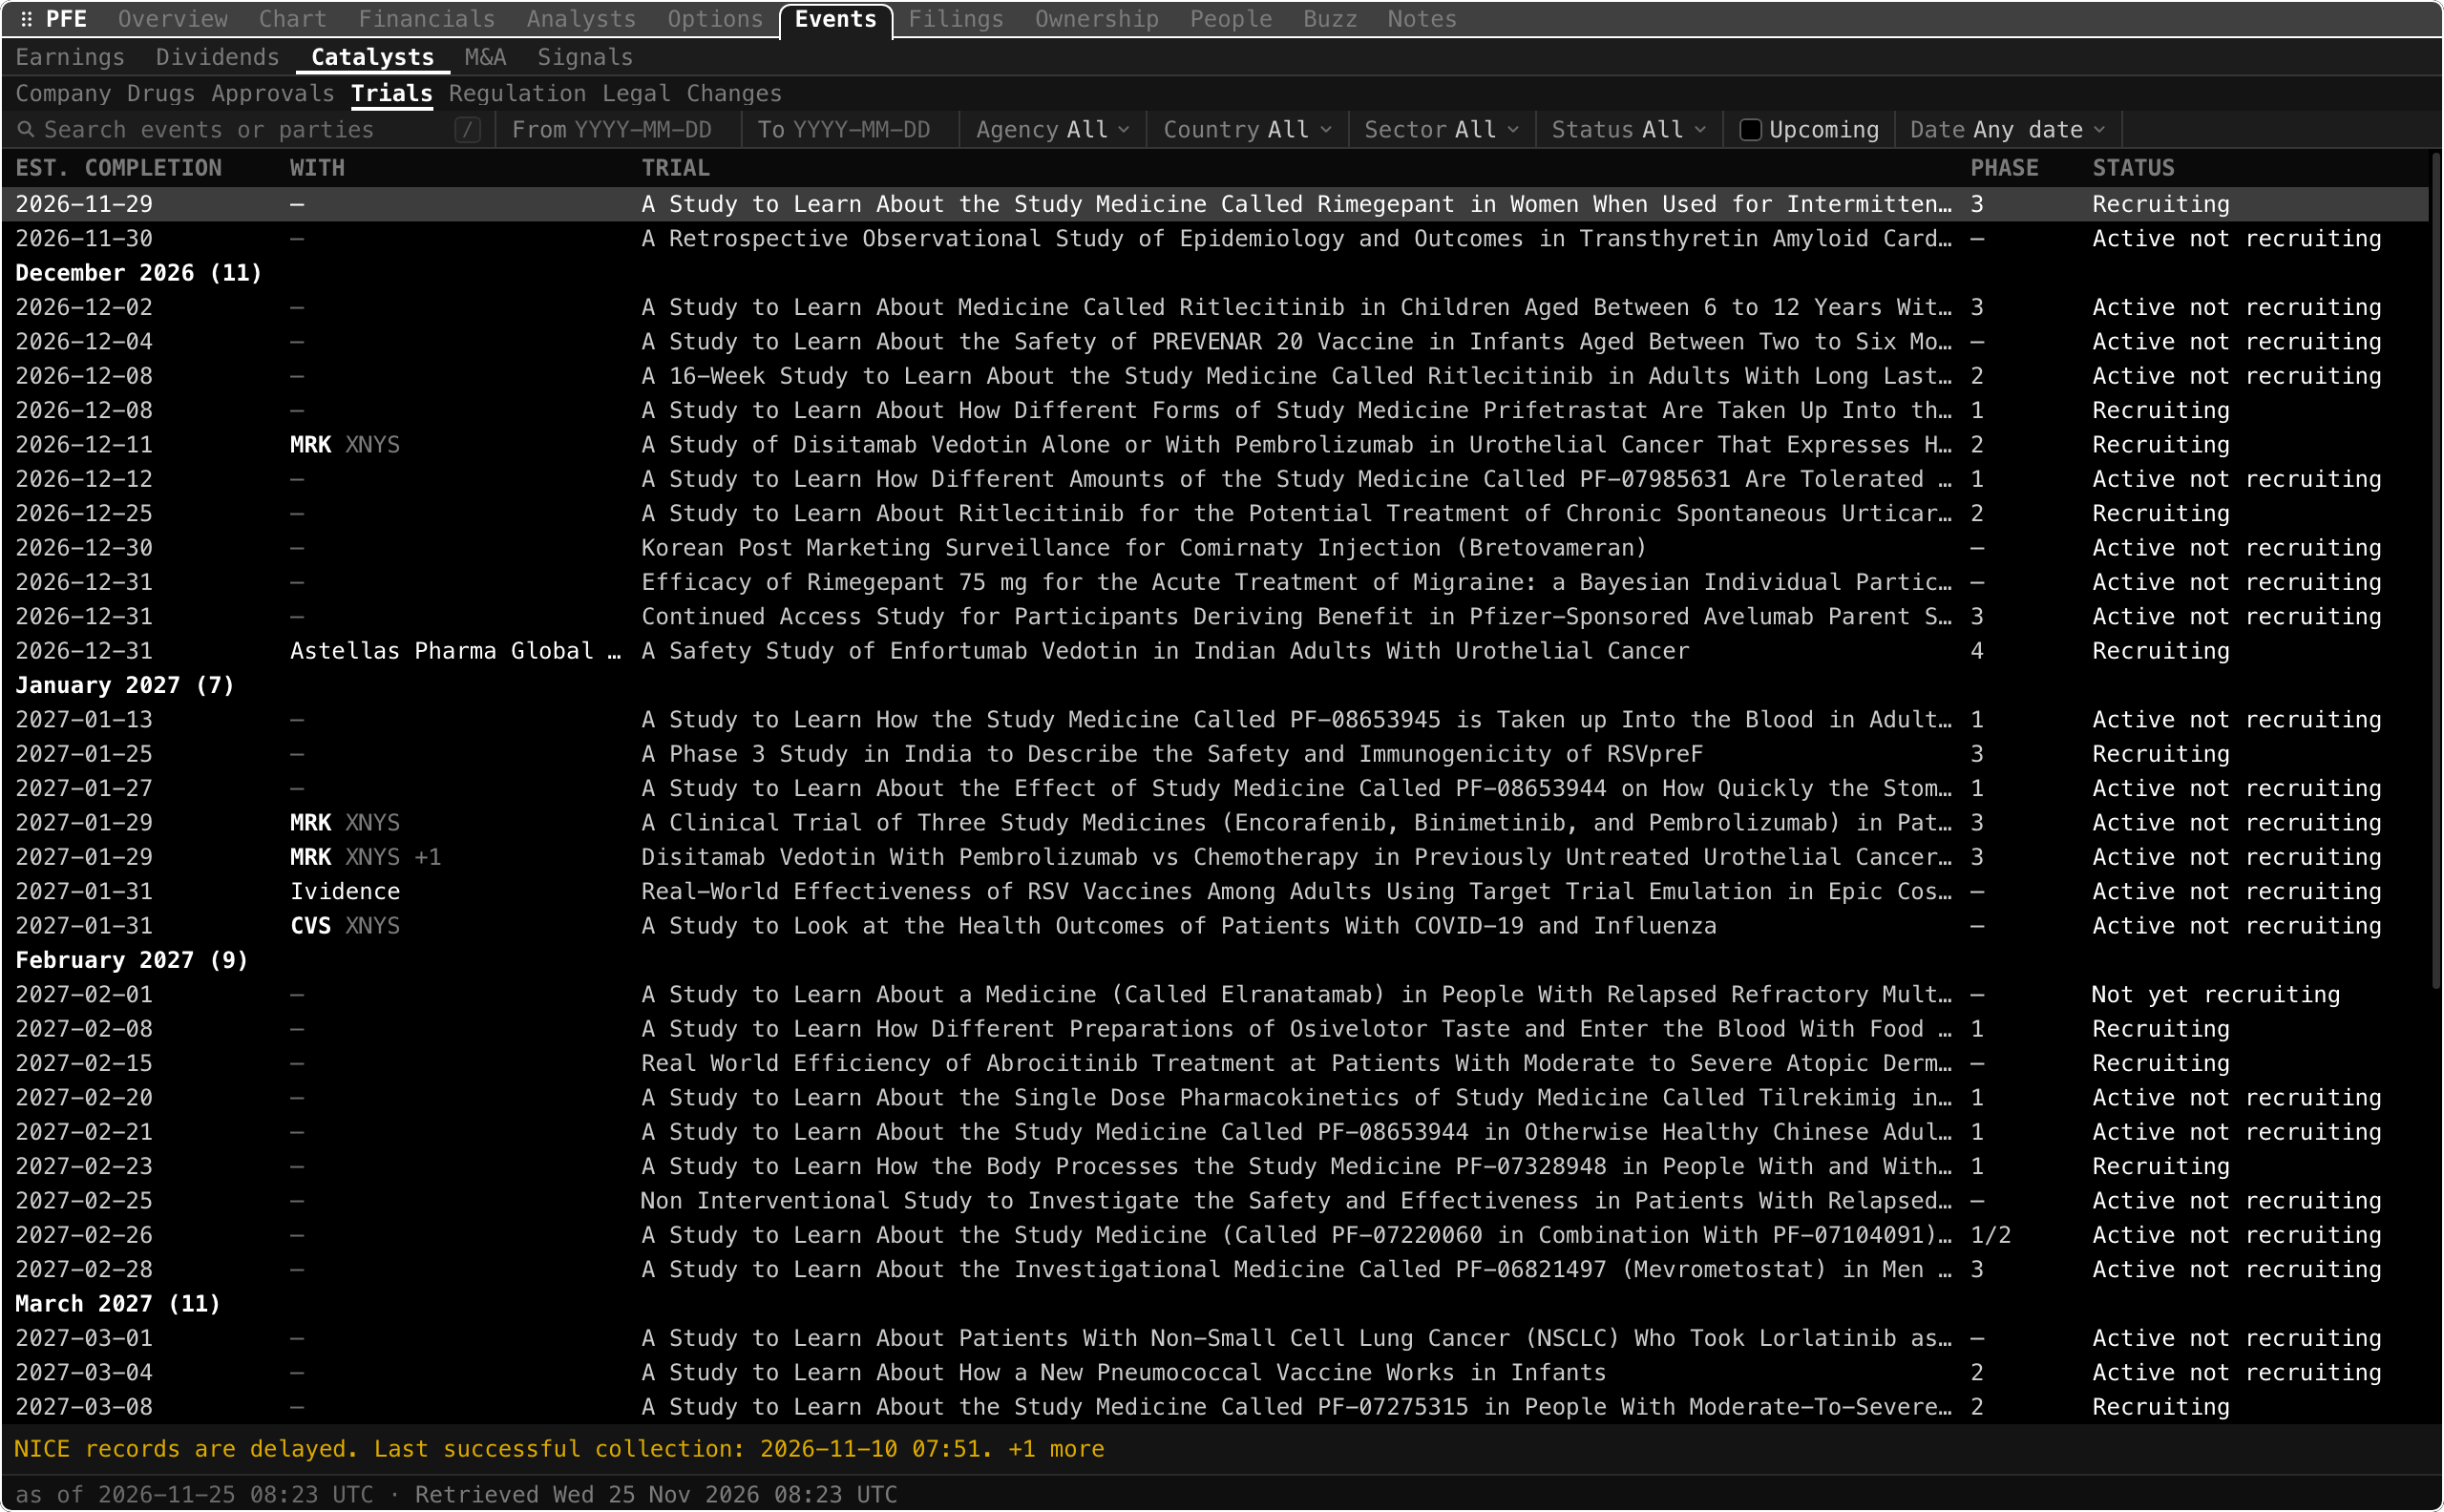 PFE Overview Chart Financials Analysts Options Events Filings Ownership People Buzz Notes
Earnings Dividends Catalysts M&A Signals
Company Drugs Approvals Trials Regulation Legal Changes
Search events or parties / From YYYY-MM-DD To YYYY-MM-DD Agency All Country All Sector All Status All Upcoming Date Any date
EST. COMPLETION WITH TRIAL PHASE STATUS
2026-11-29 — A Study to Learn About the Study Medicine Called Rimegepant in Women When Used for Intermitten… 3 Recruiting
2026-11-30 — A Retrospective Observational Study of Epidemiology and Outcomes in Transthyretin Amyloid Card… — Active not recruiting
December 2026 (11)
2026-12-02 — A Study to Learn About Medicine Called Ritlecitinib in Children Aged Between 6 to 12 Years Wit… 3 Active not recruiting
2026-12-04 — A Study to Learn About the Safety of PREVENAR 20 Vaccine in Infants Aged Between Two to Six Mo… — Active not recruiting
2026-12-08 — A 16-Week Study to Learn About the Study Medicine Called Ritlecitinib in Adults With Long Last… 2 Active not recruiting
2026-12-08 — A Study to Learn About How Different Forms of Study Medicine Prifetrastat Are Taken Up Into th… 1 Recruiting
2026-12-11 MRK XNYS A Study of Disitamab Vedotin Alone or With Pembrolizumab in Urothelial Cancer That Expresses H… 2 Recruiting
2026-12-12 — A Study to Learn How Different Amounts of the Study Medicine Called PF-07985631 Are Tolerated … 1 Active not recruiting
2026-12-25 — A Study to Learn About Ritlecitinib for the Potential Treatment of Chronic Spontaneous Urticar… 2 Recruiting
2026-12-30 — Korean Post Marketing Surveillance for Comirnaty Injection (Bretovameran) — Active not recruiting
2026-12-31 — Efficacy of Rimegepant 75 mg for the Acute Treatment of Migraine: a Bayesian Individual Partic… — Active not recruiting
2026-12-31 — Continued Access Study for Participants Deriving Benefit in Pfizer-Sponsored Avelumab Parent S… 3 Active not recruiting
2026-12-31 Astellas Pharma Global … A Safety Study of Enfortumab Vedotin in Indian Adults With Urothelial Cancer 4 Recruiting
January 2027 (7)
2027-01-13 — A Study to Learn How the Study Medicine Called PF-08653945 is Taken up Into the Blood in Adult… 1 Active not recruiting
2027-01-25 — A Phase 3 Study in India to Describe the Safety and Immunogenicity of RSVpreF 3 Recruiting
2027-01-27 — A Study to Learn About the Effect of Study Medicine Called PF-08653944 on How Quickly the Stom… 1 Active not recruiting
2027-01-29 MRK XNYS A Clinical Trial of Three Study Medicines (Encorafenib, Binimetinib, and Pembrolizumab) in Pat… 3 Active not recruiting
2027-01-29 MRK XNYS +1 Disitamab Vedotin With Pembrolizumab vs Chemotherapy in Previously Untreated Urothelial Cancer… 3 Active not recruiting
2027-01-31 Ividence Real-World Effectiveness of RSV Vaccines Among Adults Using Target Trial Emulation in Epic Cos… — Active not recruiting
2027-01-31 CVS XNYS A Study to Look at the Health Outcomes of Patients With COVID-19 and Influenza — Active not recruiting
February 2027 (9)
2027-02-01 — A Study to Learn About a Medicine (Called Elranatamab) in People With Relapsed Refractory Mult… — Not yet recruiting
2027-02-08 — A Study to Learn How Different Preparations of Osivelotor Taste and Enter the Blood With Food … 1 Recruiting
2027-02-15 — Real World Efficiency of Abrocitinib Treatment at Patients With Moderate to Severe Atopic Derm… — Recruiting
2027-02-20 — A Study to Learn About the Single Dose Pharmacokinetics of Study Medicine Called Tilrekimig in… 1 Active not recruiting
2027-02-21 — A Study to Learn About the Study Medicine Called PF-08653944 in Otherwise Healthy Chinese Adul… 1 Active not recruiting
2027-02-23 — A Study to Learn How the Body Processes the Study Medicine PF-07328948 in People With and With… 1 Recruiting
2027-02-25 — Non Interventional Study to Investigate the Safety and Effectiveness in Patients With Relapsed… — Active not recruiting
2027-02-26 — A Study to Learn About the Study Medicine (Called PF-07220060 in Combination With PF-07104091)… 1/2 Active not recruiting
2027-02-28 — A Study to Learn About the Investigational Medicine Called PF-06821497 (Mevrometostat) in Men … 3 Active not recruiting
March 2027 (11)
2027-03-01 — A Study to Learn About Patients With Non-Small Cell Lung Cancer (NSCLC) Who Took Lorlatinib as… — Active not recruiting
2027-03-04 — A Study to Learn About How a New Pneumococcal Vaccine Works in Infants 2 Active not recruiting
2027-03-08 — A Study to Learn About the Study Medicine Called PF-07275315 in People With Moderate-To-Severe… 2 Recruiting
NICE records are delayed. Last successful collection: 2026-11-10 07:51. +1 more
as of 2026-11-25 08:23 UTC · Retrieved Wed 25 Nov 2026 08:23 UTC